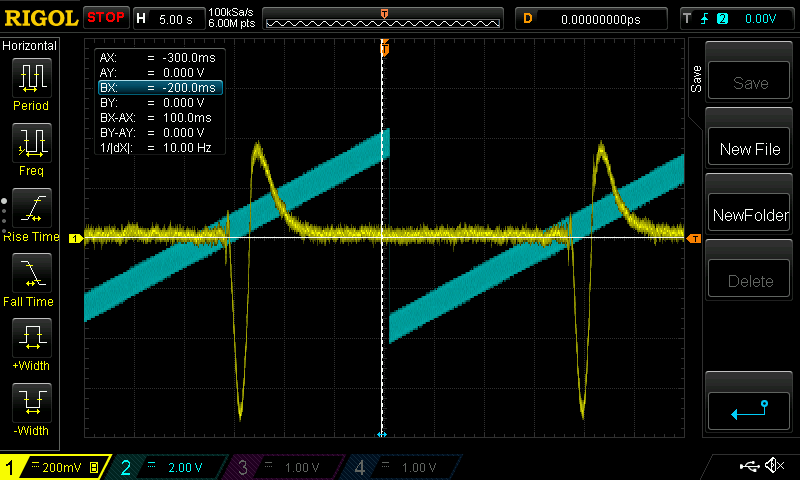 RIGOL STOP H 5.00 s 100kSa/s 6.00M pts T D 0.00000000ps T 2 0.00V
Horizontal
Period
Freq
Rise Time
Fall Time
+Width
-Width
AX: = -300.0ms
AY: = 0.000 V
BX: = -200.0ms
BY: = 0.000 V
BX-AX: = 100.0ms
BY-AY: = 0.000 V
1/|dX|: = 10.00 Hz
T
1
T
Save
Save
New File
NewFolder
Delete
1 = 200mV B 2 = 2.00 V 3 = 1.00 V 4 = 1.00 V